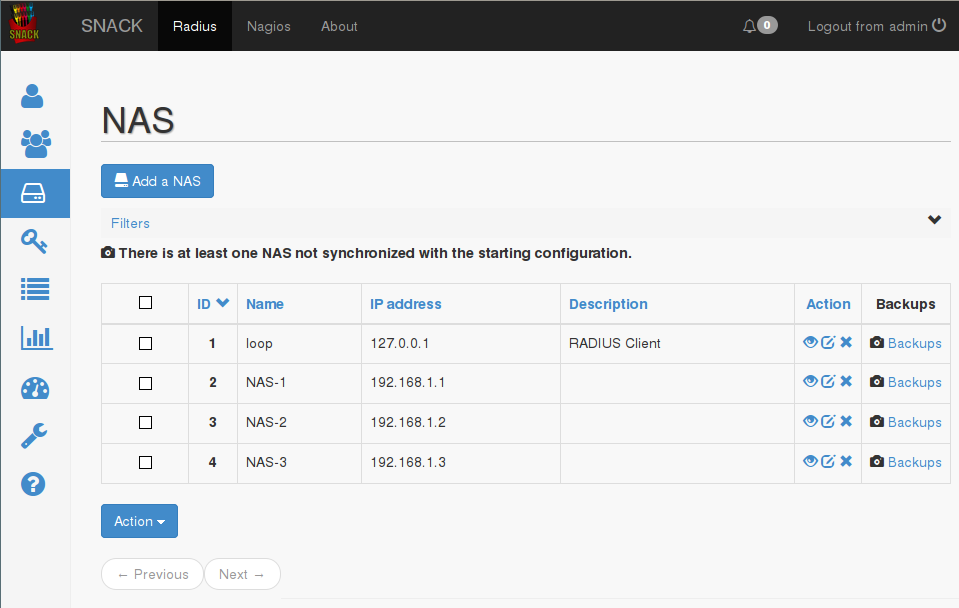 SNACK SNACK Radius Nagios About 0 Logout from admin
NAS
Add a NAS
Filters
There is at least one NAS not synchronized with the starting configuration.
ID Name IP address Description Action Backups
1 loop 127.0.0.1 RADIUS Client Backups
2 NAS-1 192.168.1.1 Backups
3 NAS-2 192.168.1.2 Backups
4 NAS-3 192.168.1.3 Backups
Action
← Previous Next →